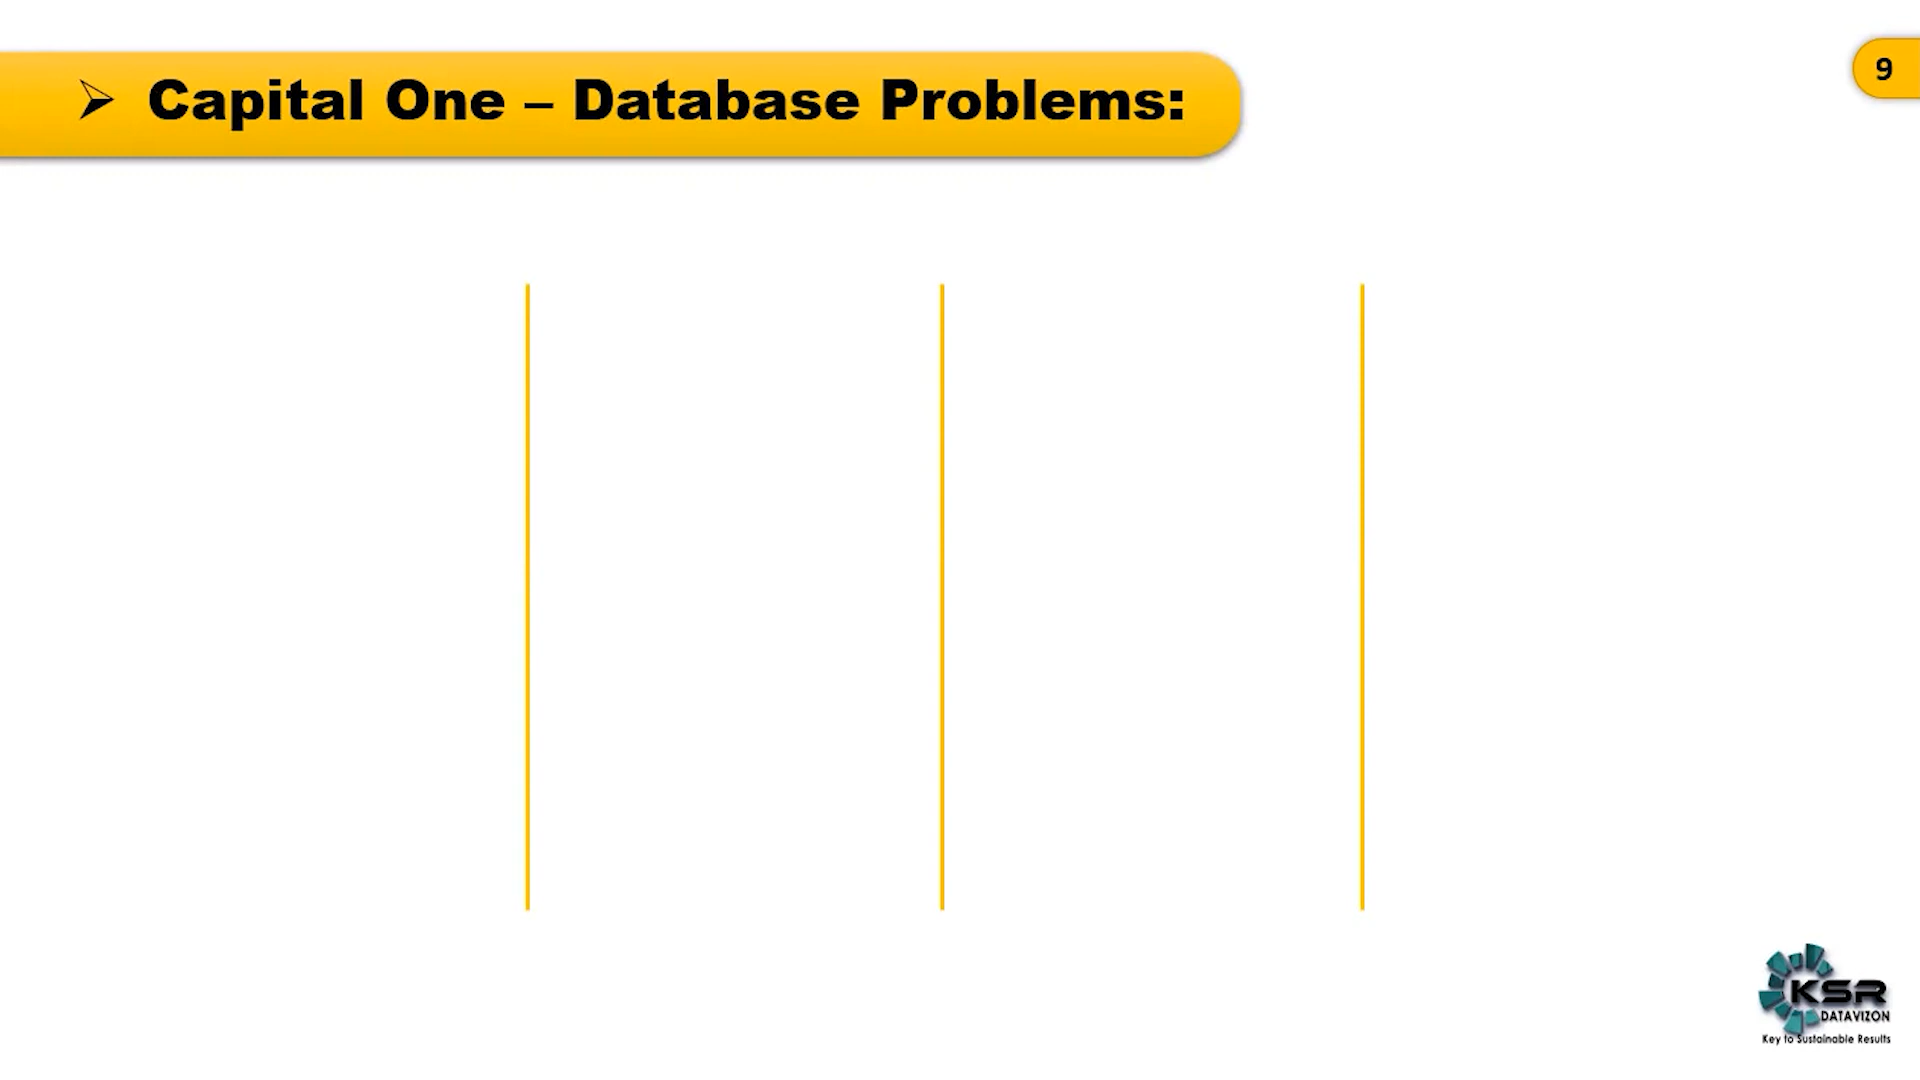 ➢ Capital One – Database Problems:
9
KSR
DATAVIZON
Key to Sustainable Results